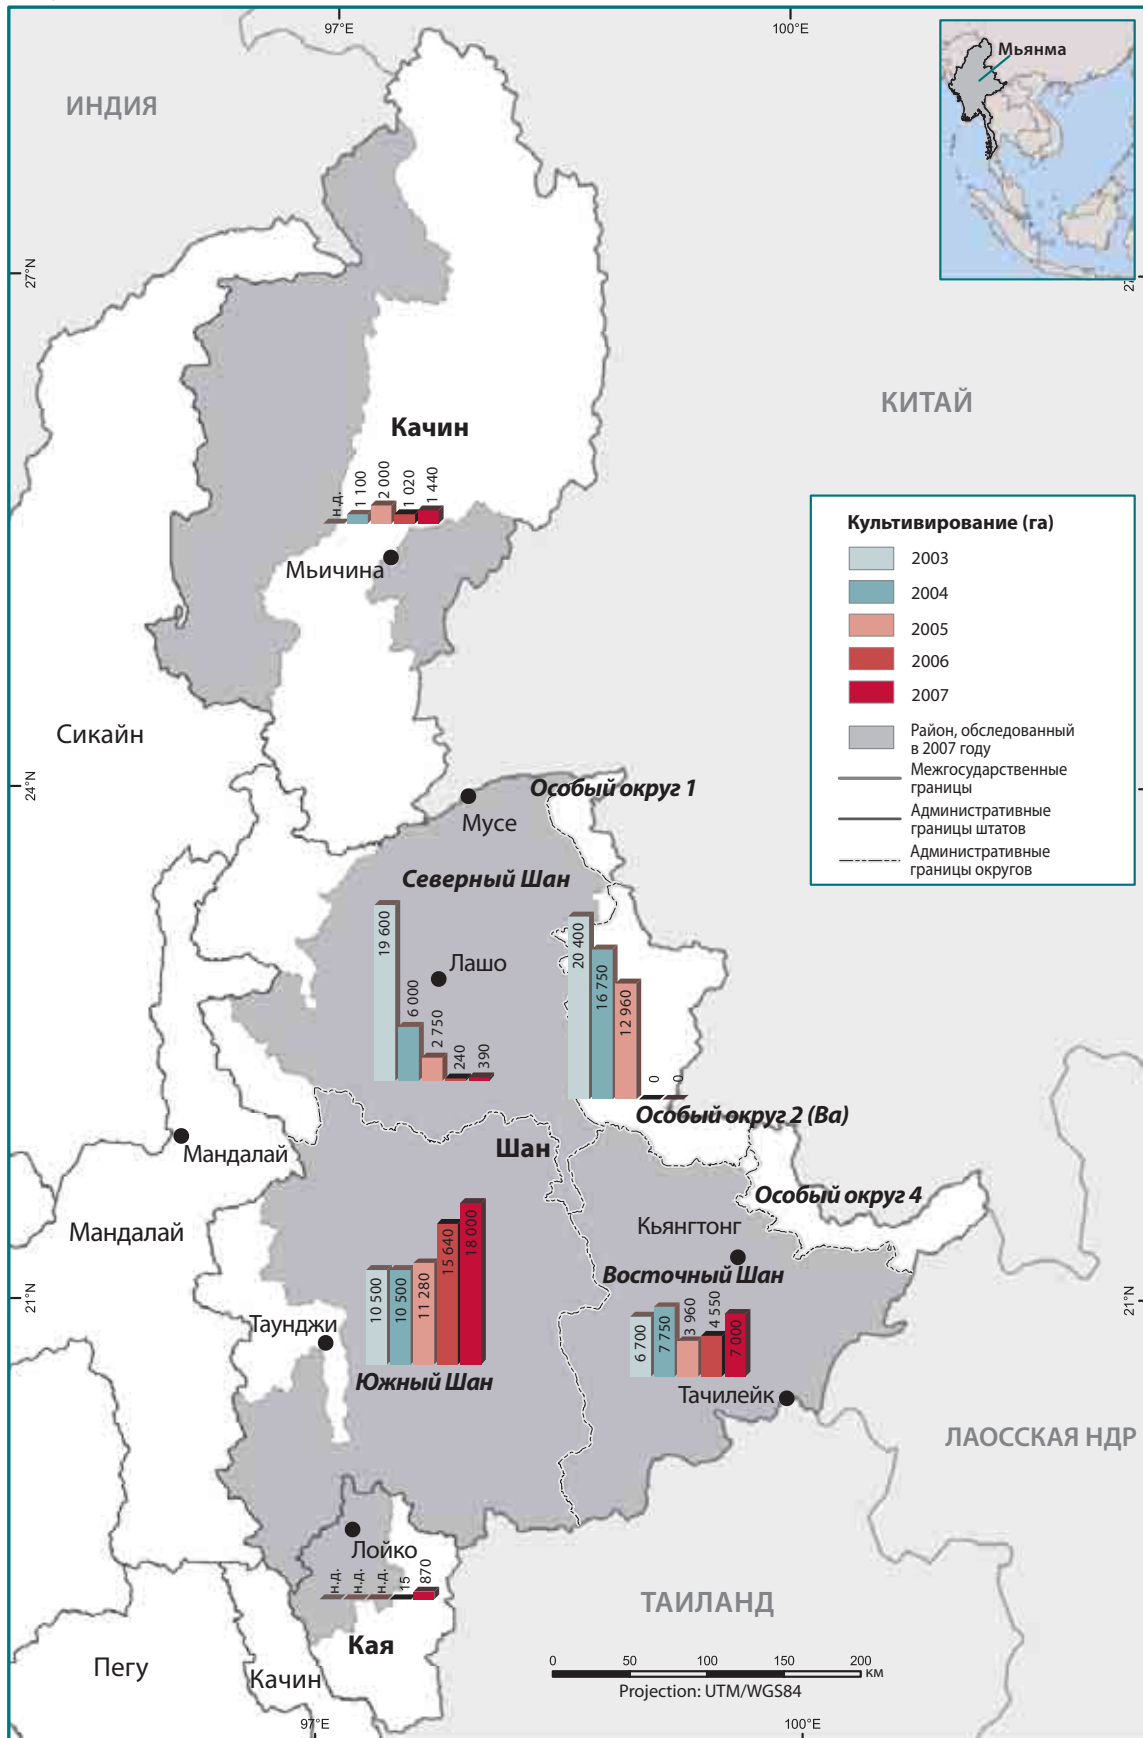 97°E
100°E
Мьянма
ИНДИЯ
27°N
КИТАЙ
Качин
н.д.
1 100
2 000
1 020
1 440
Мьичина
Культивирование (га)
2003
2004
2005
2006
2007
Район, обследованный
в 2007 году
Межгосударственные
границы
Административные
границы штатов
Административные
границы округов
Сикайн
24°N
Особый округ 1
Мусе
Северный Шан
19 600
6 000
2 750
240
390
Лашо
20 400
16 750
12 960
0
0
Особый округ 2 (Ва)
Мандалай
Шан
Особый округ 4
Мандалай
Кьянгтонг
Восточный Шан
10 500
10 500
11 280
15 640
18 000
6 700
7 750
3 960
4 550
7 000
21°N
21°N
Таунджи
Южный Шан
Тачилейк
ЛАОССКАЯ НДР
Лойко
н.д.
н.д.
н.д.
15
870
Кая
ТАИЛАНД
Пегу
Качин
0
50
100
150
200
км
Projection: UTM/WGS84
97°E
100°E